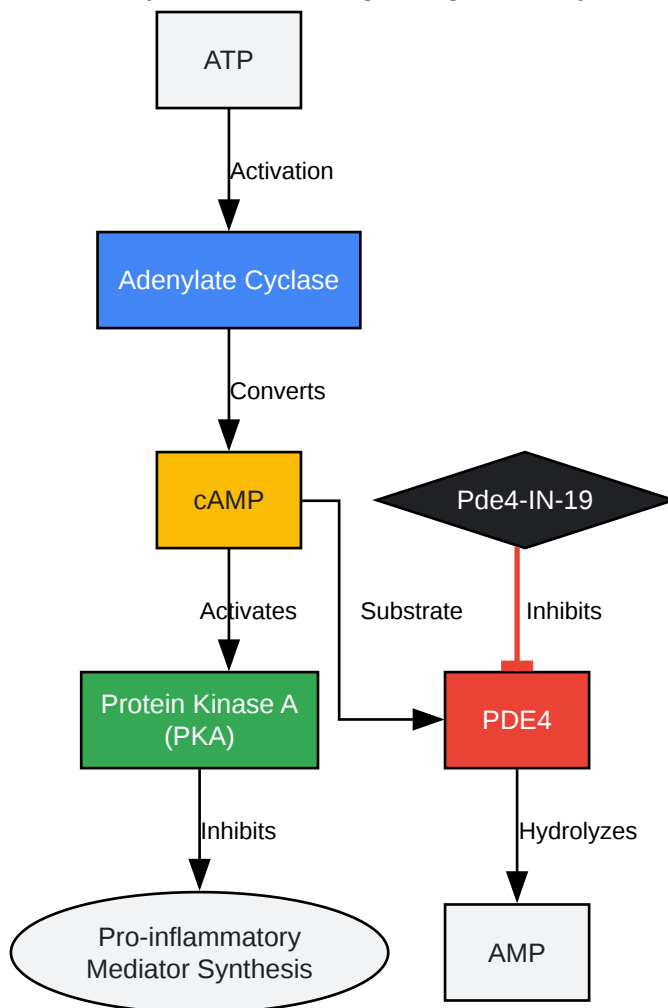 ATP
Activation
Adenylate Cyclase
Converts
cAMP
Pde4-IN-19
Activates
Substrate
Inhibits
Protein Kinase A
(PKA)
PDE4
Inhibits
Hydrolyzes
Pro-inflammatory
Mediator Synthesis
AMP